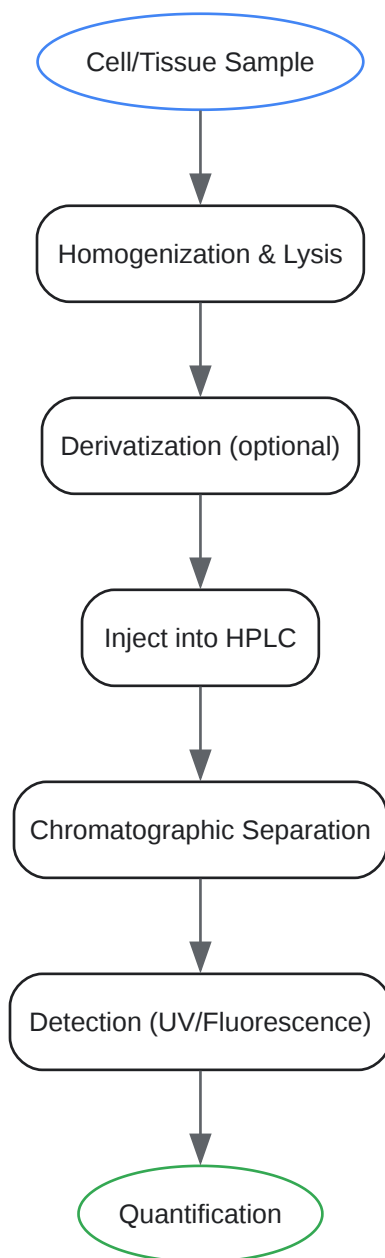 Cell/Tissue Sample
Homogenization & Lysis
Derivatization (optional)
Inject into HPLC
Chromatographic Separation
Detection (UV/Fluorescence)
Quantification